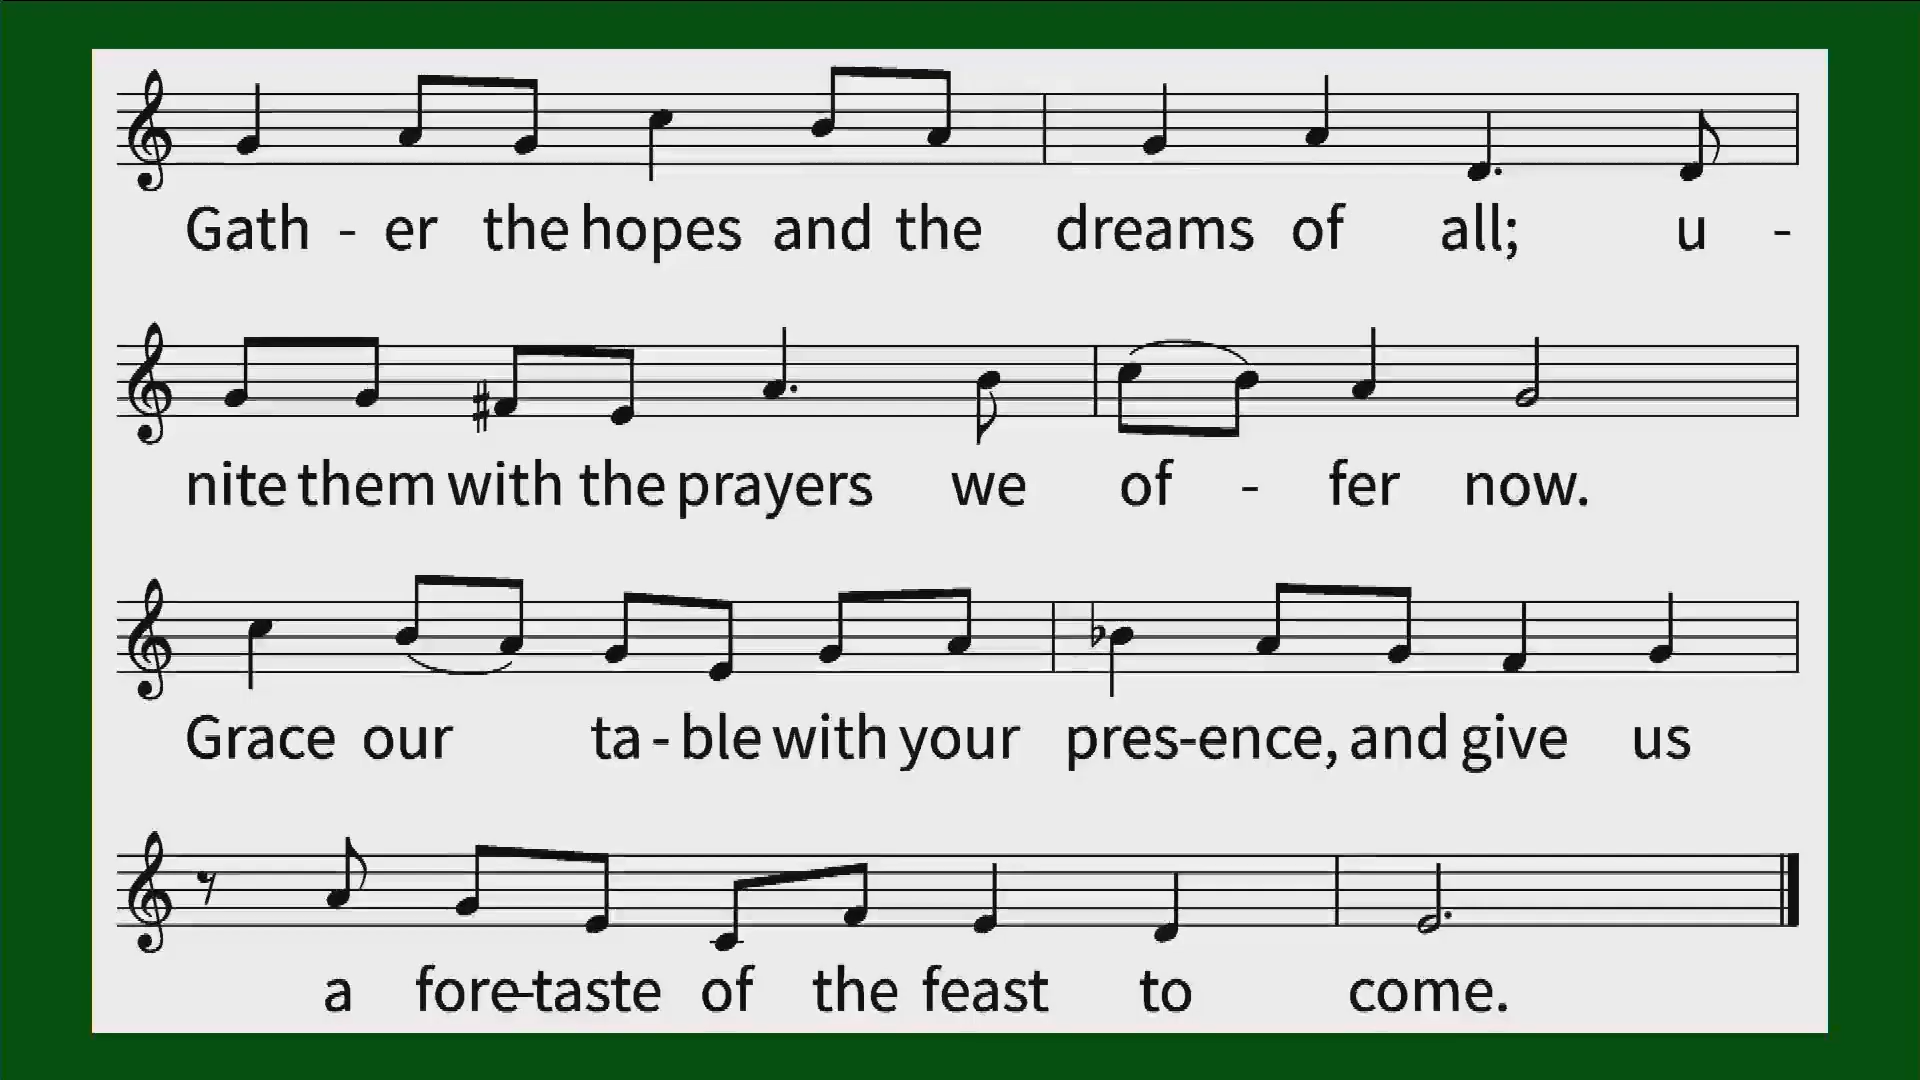 Gath - er the hopes and the dreams of all; u -
nite them with the prayers we of - fer now.
Grace our ta - ble with your pres-ence, and give us
a fore-taste of the feast to come.